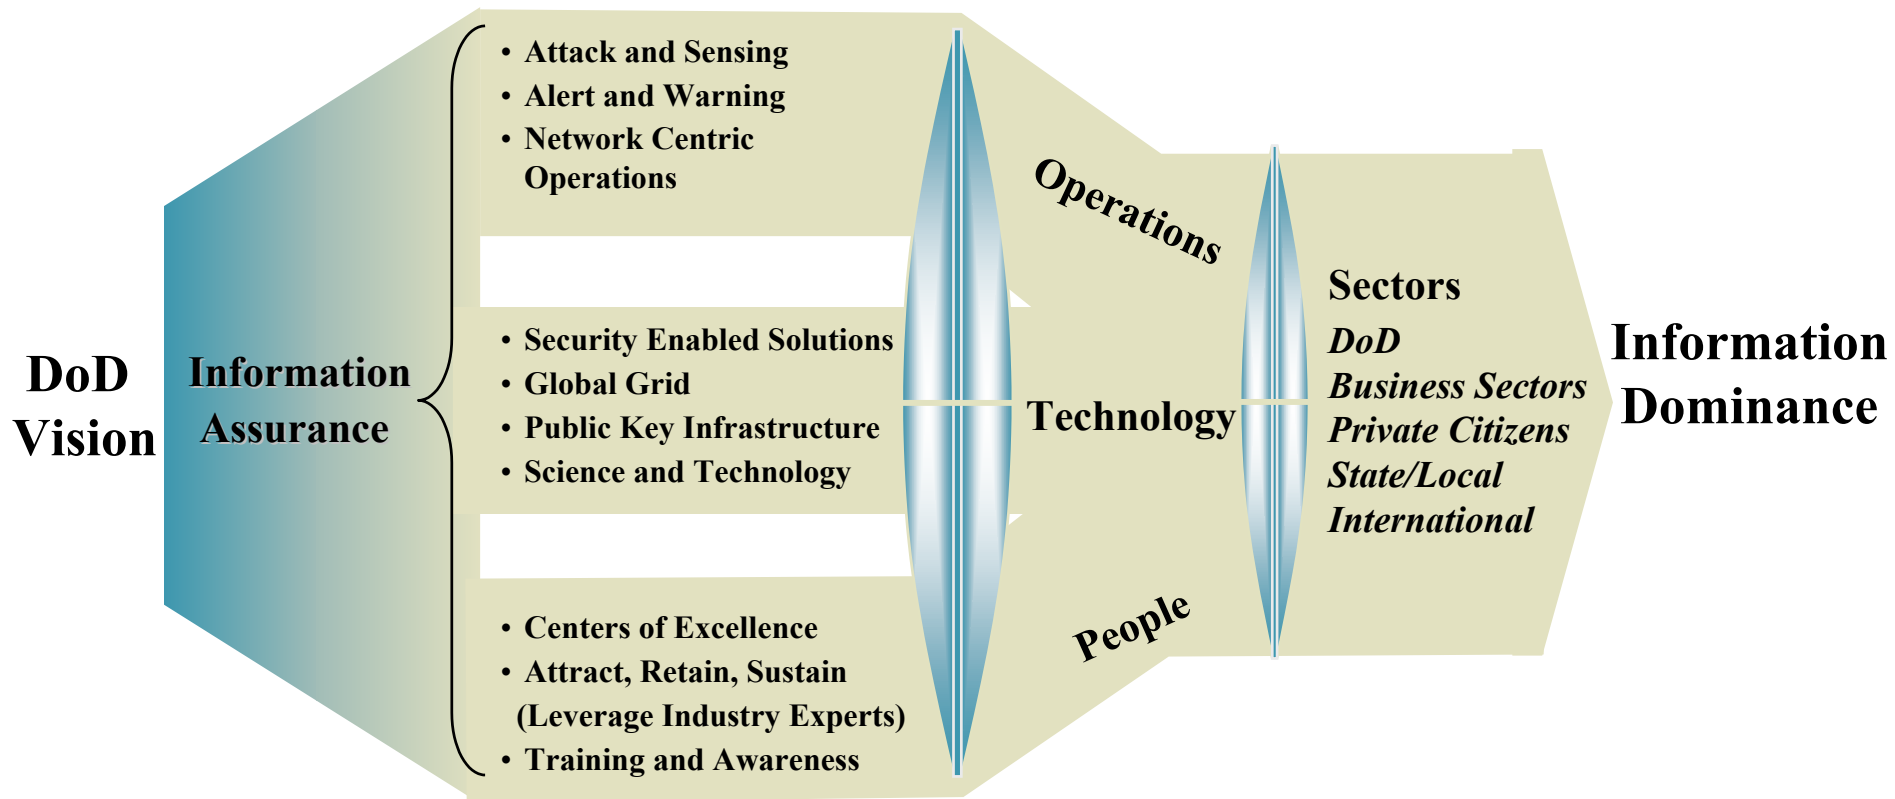 DoD
Vision
Information
Assurance
• Attack and Sensing
• Alert and Warning
• Network Centric
Operations
• Security Enabled Solutions
• Global Grid
• Public Key Infrastructure
• Science and Technology
• Centers of Excellence
• Attract, Retain, Sustain
(Leverage Industry Experts)
• Training and Awareness
Operations
Technology
People
Sectors
DoD
Business Sectors
Private Citizens
State/Local
International
Information
Dominance